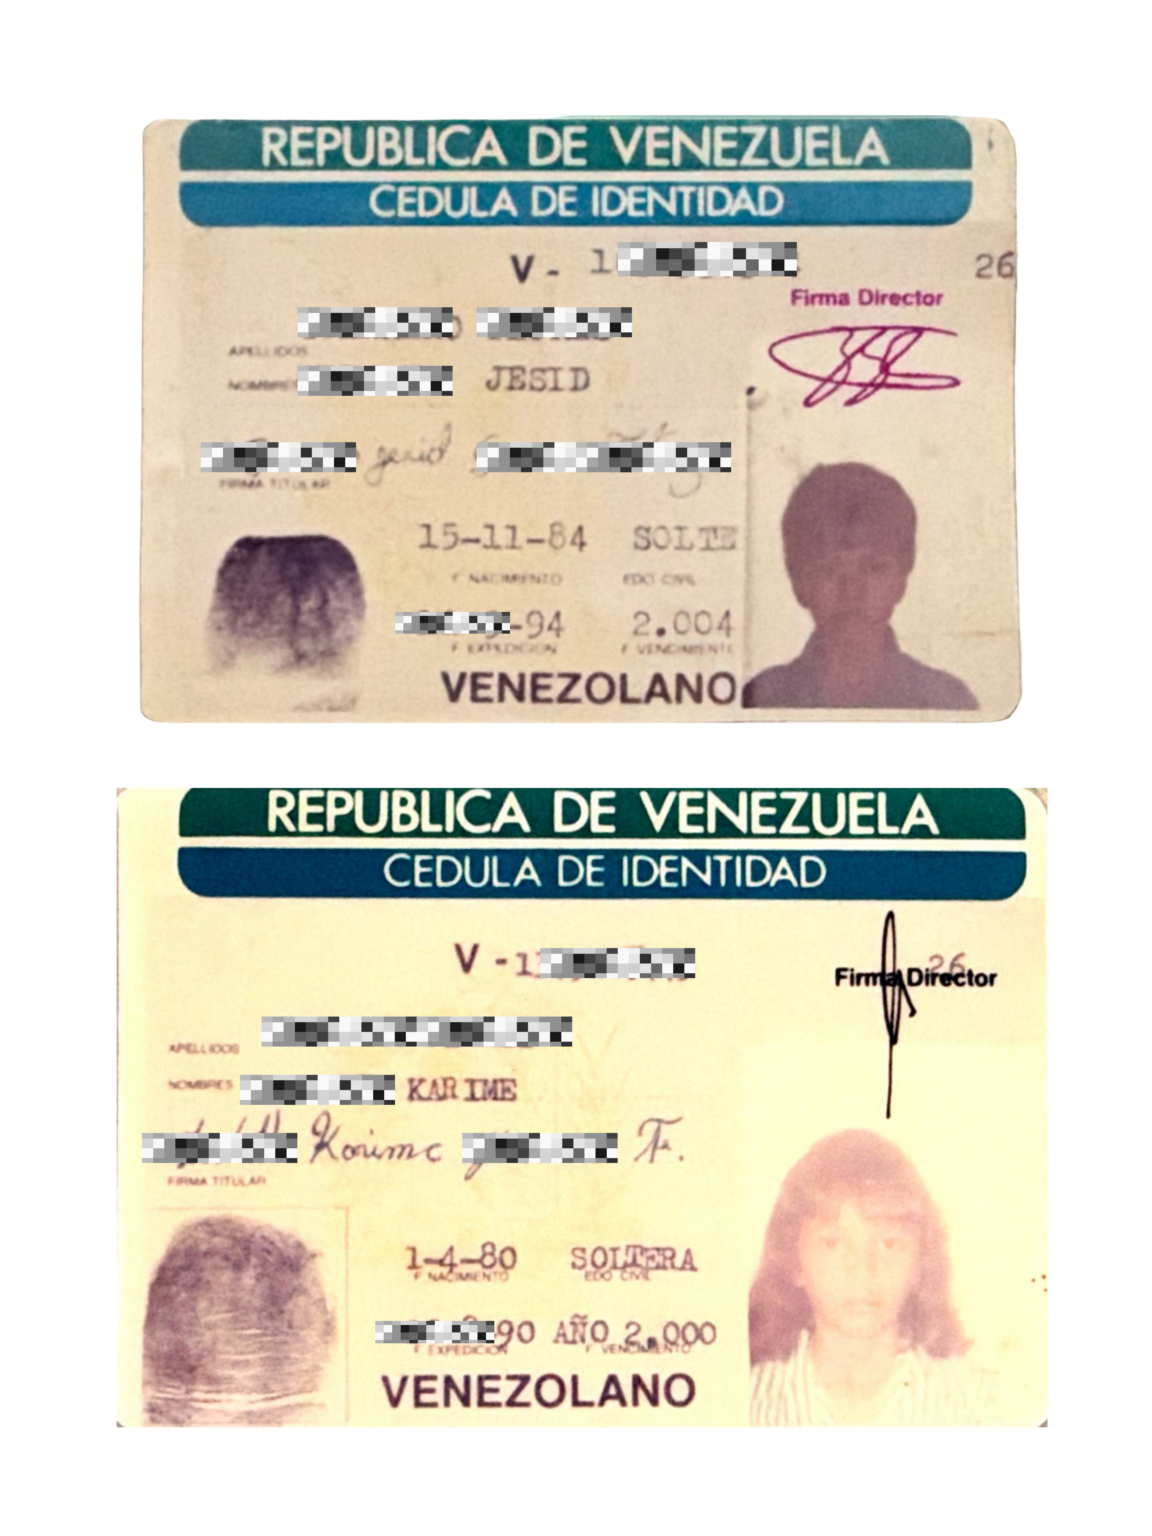 REPUBLICA DE VENEZUELA
CEDULA DE IDENTIDAD
V - 1
26
Firma Director
APELLIDOS
NOMBRES JESID
jesid
FIRMA TITULAR
15-11-84 SOLTE
F. NACIMIENTO EDO CIVIL
-94 2.004
F. EXPEDICION F. VENCIMIENT
VENEZOLANO
REPUBLICA DE VENEZUELA
CEDULA DE IDENTIDAD
V - 1
26
Firma Director
APELLIDOS
NOMBRES KARIME
Karime T.
FIRMA TITULAR
1-4-80 SOLTERA
F. NACIMIENTO EDO CIVIL
90 AÑO 2.000
F. EXPEDICION F. VENCIMIENTO
VENEZOLANO